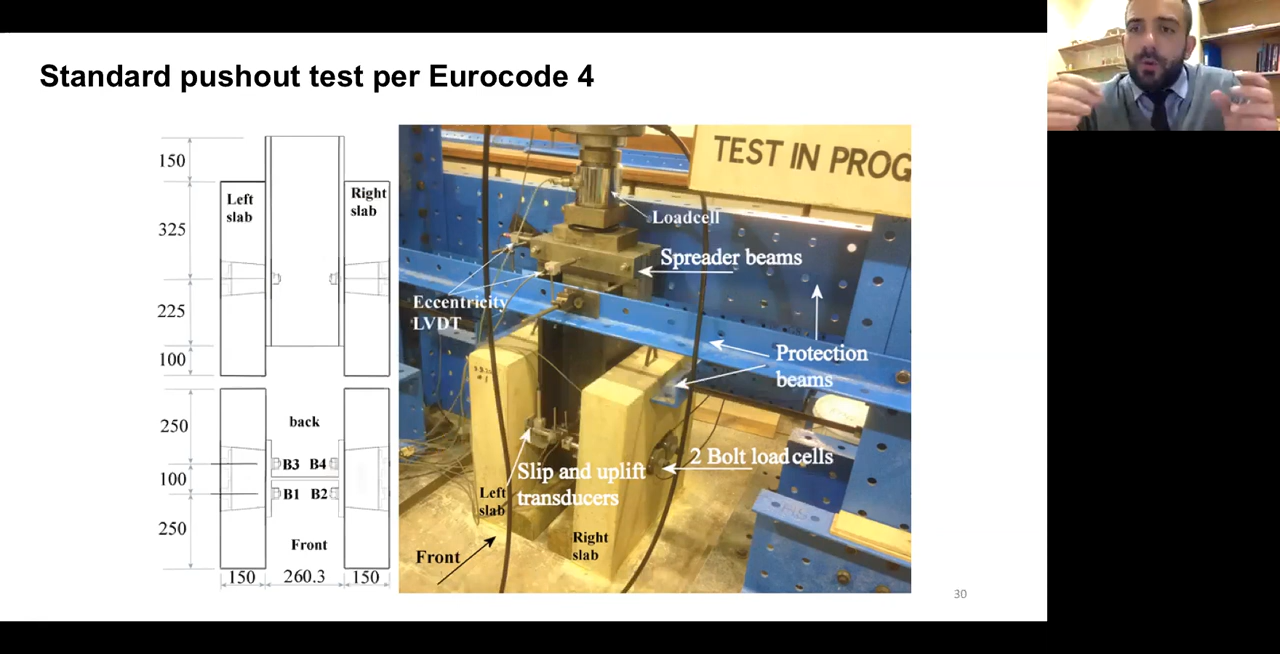 Standard pushout test per Eurocode 4
150
325
225
100
Left
slab
Right
slab
250
100
250
back
B3 B4
B1 B2
Front
150 260.3 150
TEST IN PROG
Loadcell
Spreader beams
Eccentricity
LVDT
Protection
beams
2 Bolt load cells
Slip and uplift
transducers
Left
slab
Right
slab
Front
30